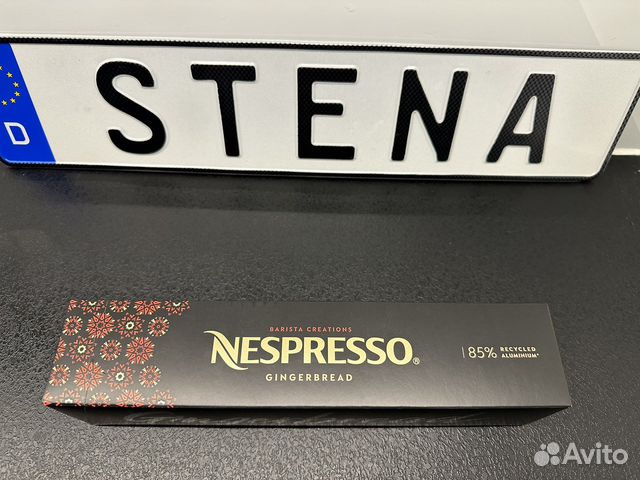 D
STENA
BARISTA CREATIONS
NESPRESSO®
GINGERBREAD
85% RECYCLED
ALUMINIUM*
Avito